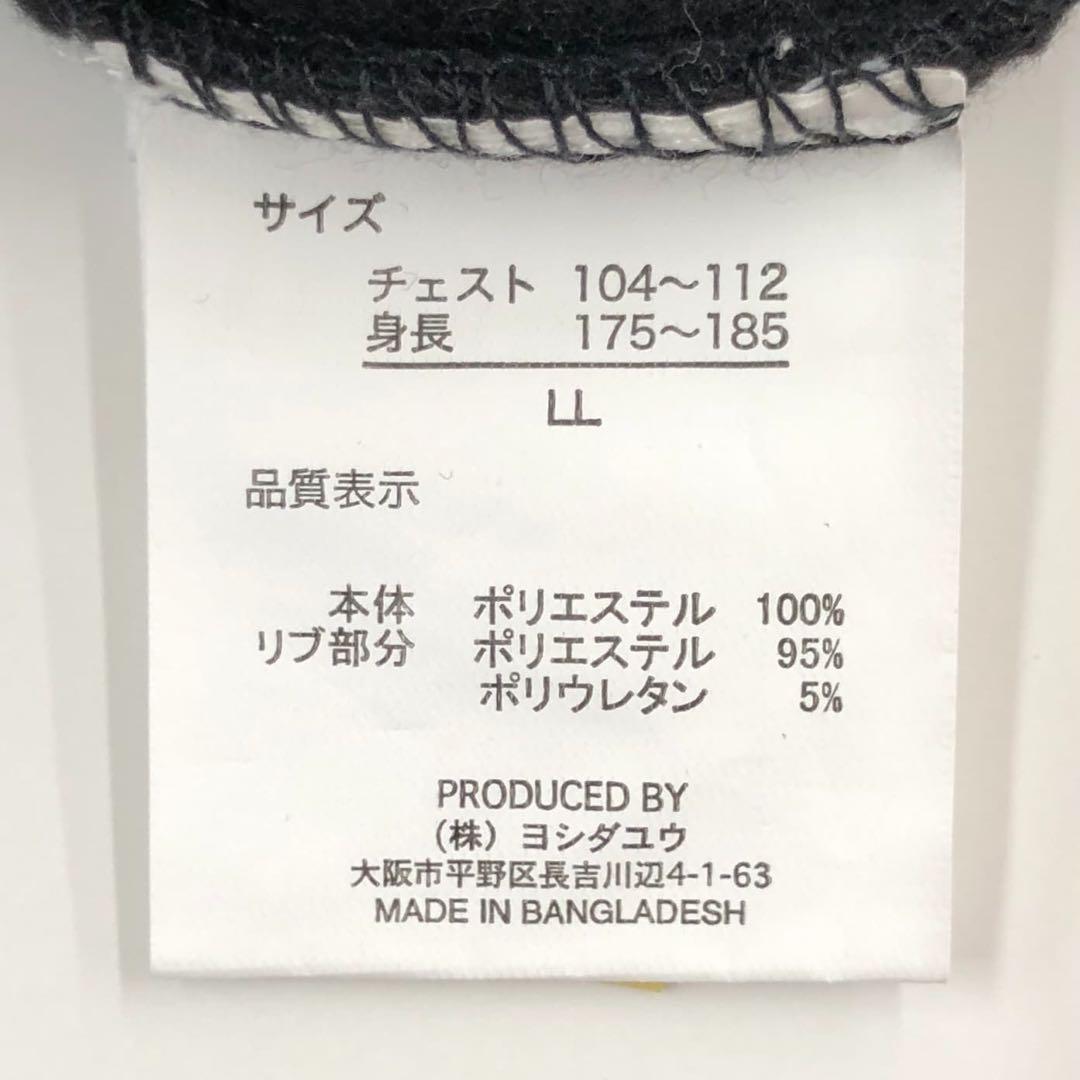 サイズ
チェスト 104～112
身長 175～185
LL
品質表示
本体 ポリエステル 100%
リブ部分 ポリエステル 95%
ポリウレタン 5%
PRODUCED BY
(株) ヨシダユウ
大阪市平野区長吉川辺4-1-63
MADE IN BANGLADESH